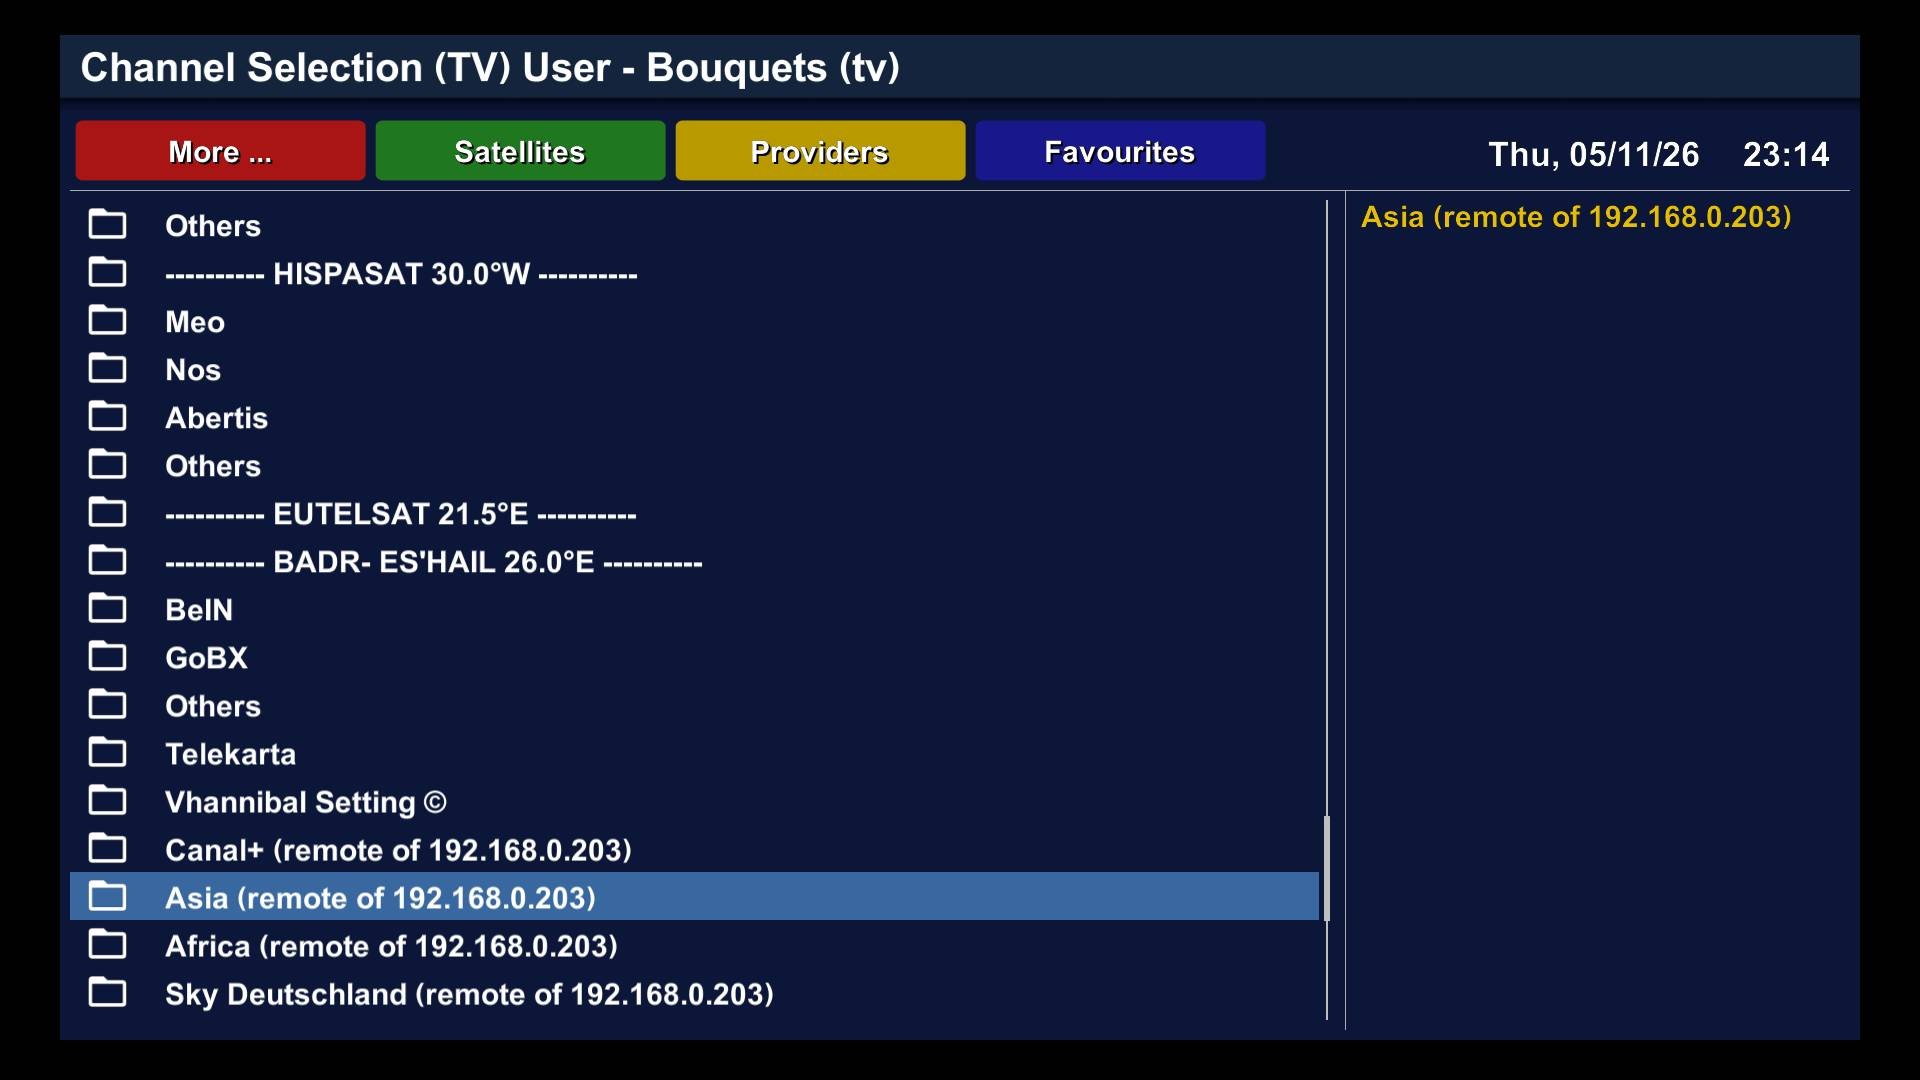 Channel Selection (TV) User - Bouquets (tv)
More ... Satellites Providers Favourites Thu, 05/11/26 23:14
Others
---------- HISPASAT 30.0°W ----------
Meo
Nos
Abertis
Others
---------- EUTELSAT 21.5°E ----------
---------- BADR- ES'HAIL 26.0°E ----------
BeIN
GoBX
Others
Telekarta
Vhannibal Setting ©
Canal+ (remote of 192.168.0.203)
Asia (remote of 192.168.0.203)
Africa (remote of 192.168.0.203)
Sky Deutschland (remote of 192.168.0.203)
Asia (remote of 192.168.0.203)